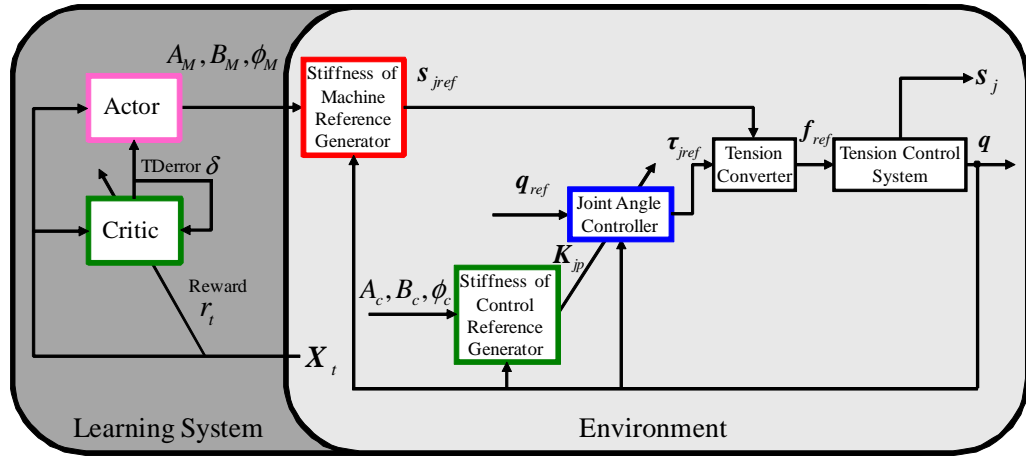 A_M, B_M, ϕ_M
Actor
TDerror δ
Critic
Reward
r_t
X_t
Learning System
Stiffness of
Machine
Reference
Generator
s_jref
q_ref
Joint Angle
Controller
K_jp
A_c, B_c, ϕ_c
Stiffness of
Control
Reference
Generator
τ_jref
Tension
Converter
f_ref
Tension Control
System
s_j
q
Environment